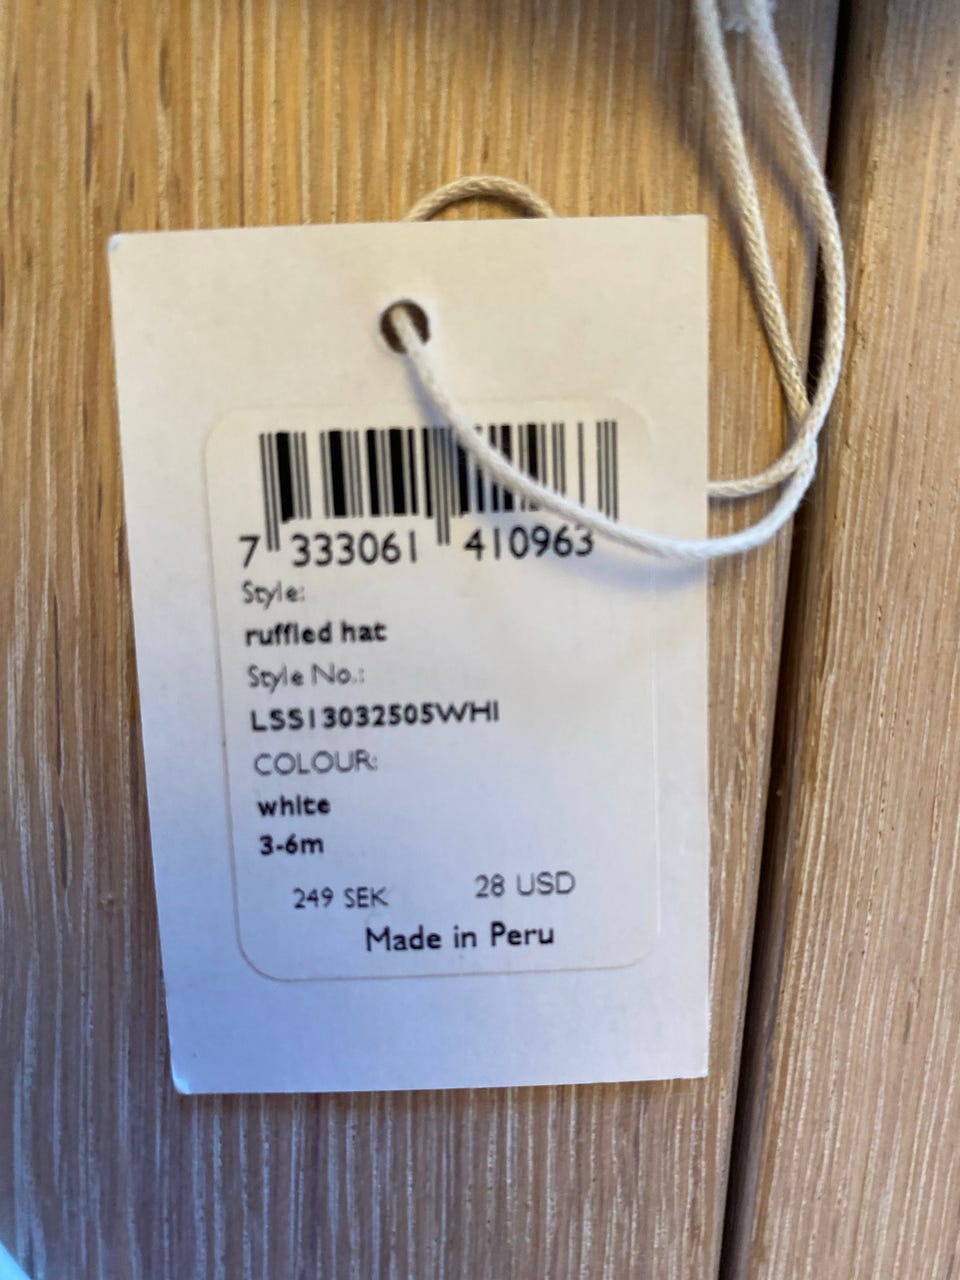 7 333061 410963
Style:
ruffled hat
Style No.:
LSS13032505WHI
COLOUR:
white
3-6m
249 SEK 28 USD
Made in Peru